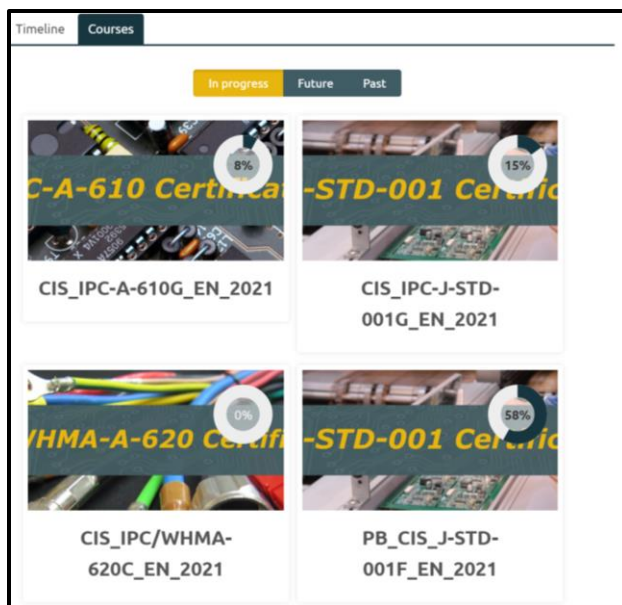 Timeline Courses
In progress Future Past
8%
C-A-610 Certificat
15%
-STD-001 Certific
CIS_IPC-A-610G_EN_2021
CIS_IPC-J-STD-
001G_EN_2021
0%
WHMA-A-620 Certifi
58%
-STD-001 Certific
CIS_IPC/WHMA-
620C_EN_2021
PB_CIS_J-STD-
001F_EN_2021